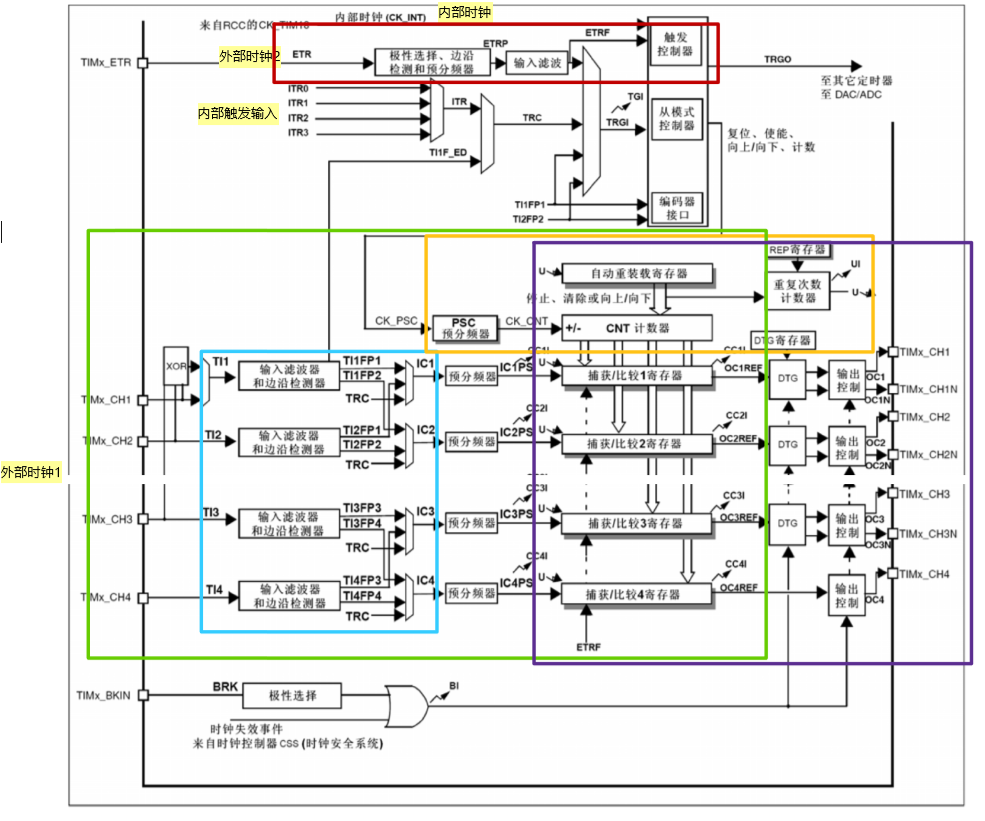 内部时钟 (CK_INT)
内部时钟
来自RCC的CK_TIM18
TIMx_ETR
外部时钟2
ETR
极性选择、边沿
检测和预分频器
ETRP
输入滤波
ETRF
触发
控制器
TRGO
至其它定时器
至 DAC/ADC
内部触发输入
ITR0
ITR1
ITR2
ITR3
ITR
TRC
TI1F_ED
TGI
TRGI
从模式
控制器
复位、使能、
向上/向下、计数
TI1FP1
TI2FP2
编码器
接口
REP寄存器
U
自动重装载寄存器
重复次数
计数器
UI
U
停止、清除或向上/向下
CK_PSC
PSC
预分频器
CK_CNT
+/-
CNT 计数器
DTG寄存器
XOR
TI1
输入滤波器
和边沿检测器
TI1FP1
TI1FP2
TRC
IC1
预分频器
CC1I
IC1PS
U
捕获/比较1寄存器
CC1I
OC1REF
DTG
输出
控制
OC1
OC1N
TIMx_CH1
TIMx_CH1N
TIMx_CH1
TIMx_CH2
TI2
输入滤波器
和边沿检测器
TI2FP1
TI2FP2
TRC
IC2
预分频器
CC2I
IC2PS
U
捕获/比较2寄存器
CC2I
OC2REF
DTG
输出
控制
OC2
OC2N
TIMx_CH2
TIMx_CH2N
外部时钟1
TIMx_CH3
TI3
输入滤波器
和边沿检测器
TI3FP3
TI3FP4
TRC
IC3
预分频器
CC3I
IC3PS
U
捕获/比较3寄存器
CC3I
OC3REF
DTG
输出
控制
OC3
OC3N
TIMx_CH3
TIMx_CH3N
TIMx_CH4
TI4
输入滤波器
和边沿检测器
TI4FP3
TI4FP4
TRC
IC4
预分频器
CC4I
IC4PS
U
捕获/比较4寄存器
CC4I
OC4REF
输出
控制
OC4
TIMx_CH4
ETRF
TIMx_BKIN
BRK
极性选择
BI
时钟失效事件
来自时钟控制器 CSS (时钟安全系统)